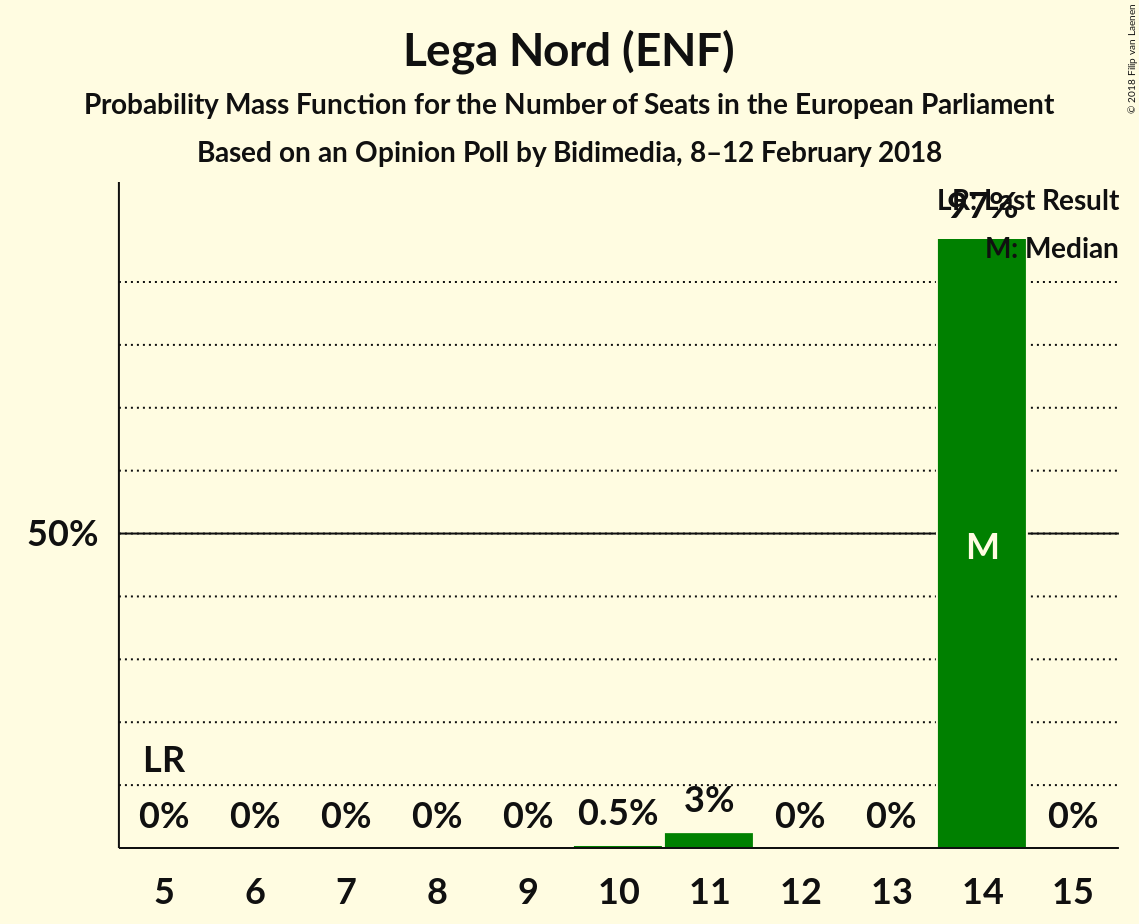 Lega Nord (ENF)
Probability Mass Function for the Number of Seats in the European Parliament
Based on an Opinion Poll by Bidimedia, 8–12 February 2018
© 2018 Filip van Laenen
LR: Last Result
97%
M: Median
50%
M
LR
0% 0% 0% 0% 0% 0.5% 3% 0% 0% 0%
5 6 7 8 9 10 11 12 13 14 15